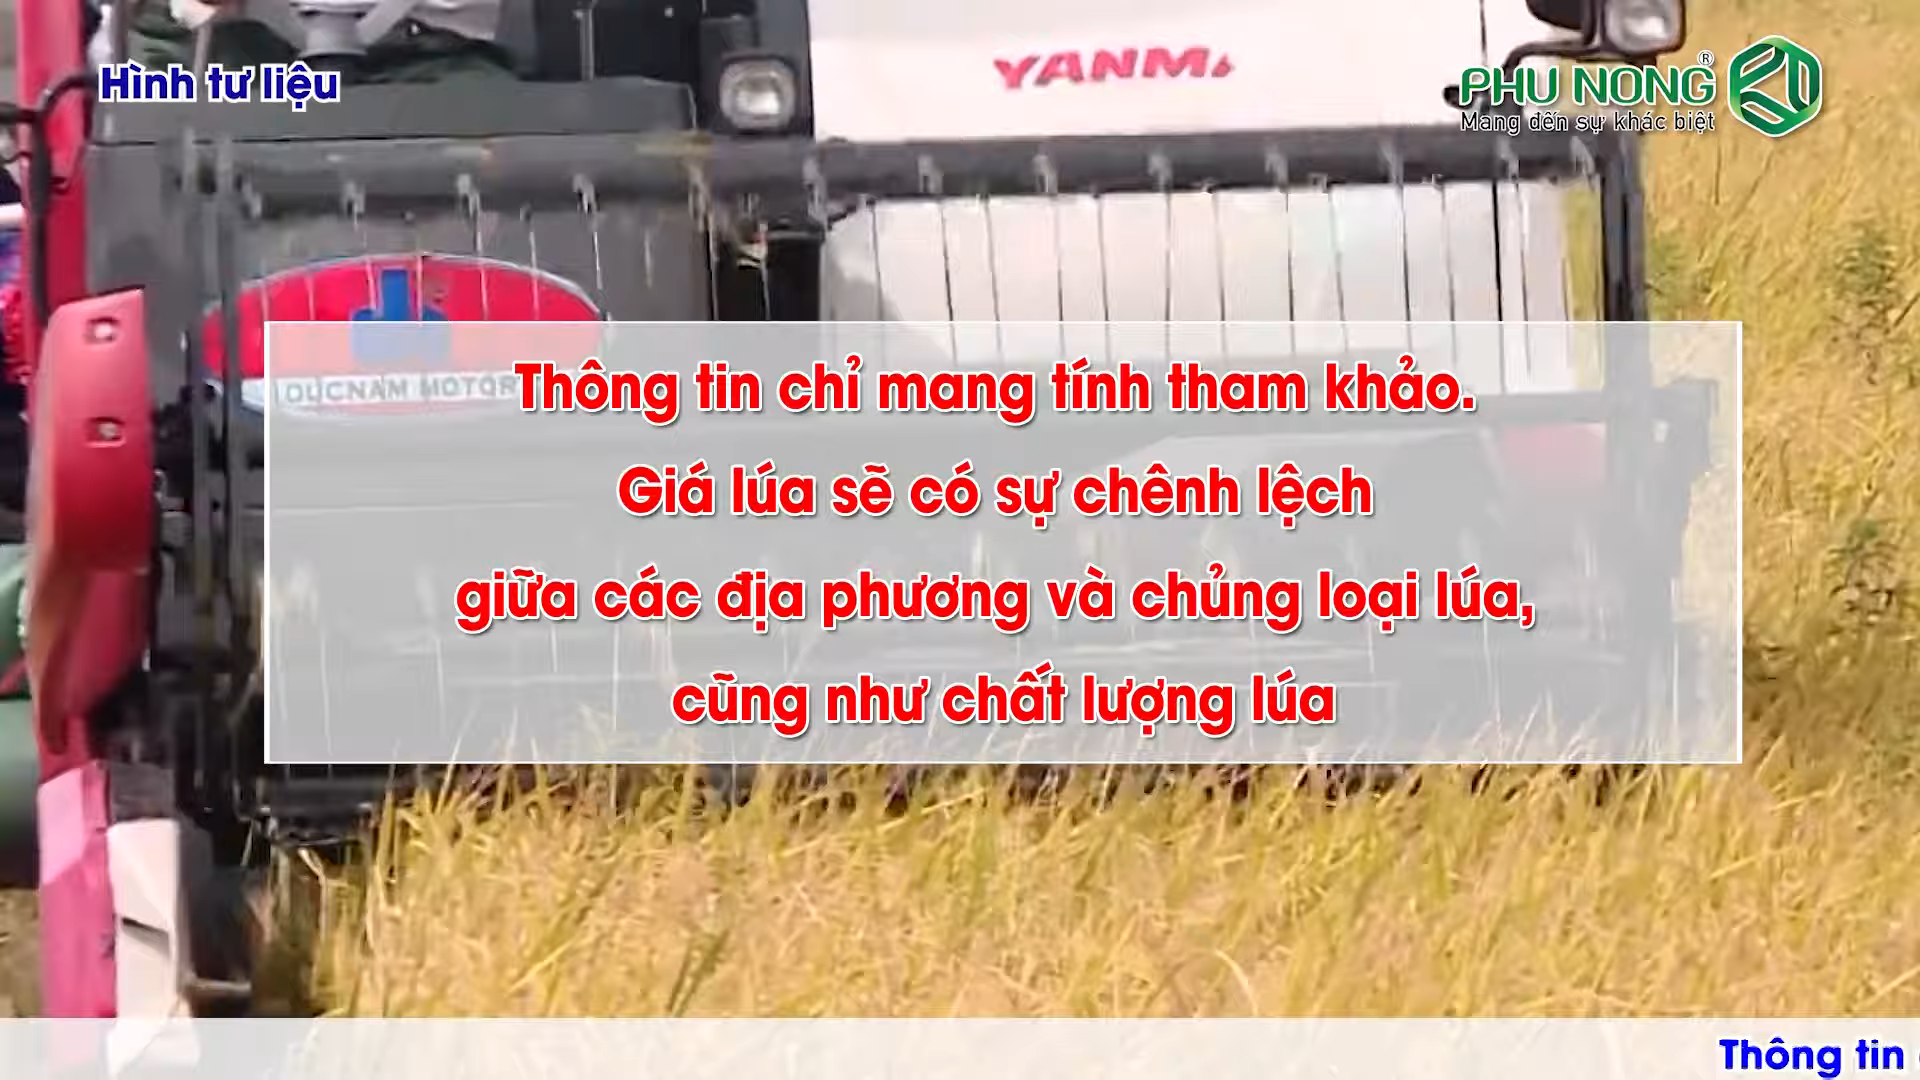 Hình tư liệu
YANM
PHU NONG®
Mang đến sự khác biệt
DUCNAM MOTOR
Thông tin chỉ mang tính tham khảo.
Giá lúa sẽ có sự chênh lệch
giữa các địa phương và chủng loại lúa,
cũng như chất lượng lúa
Thông tin